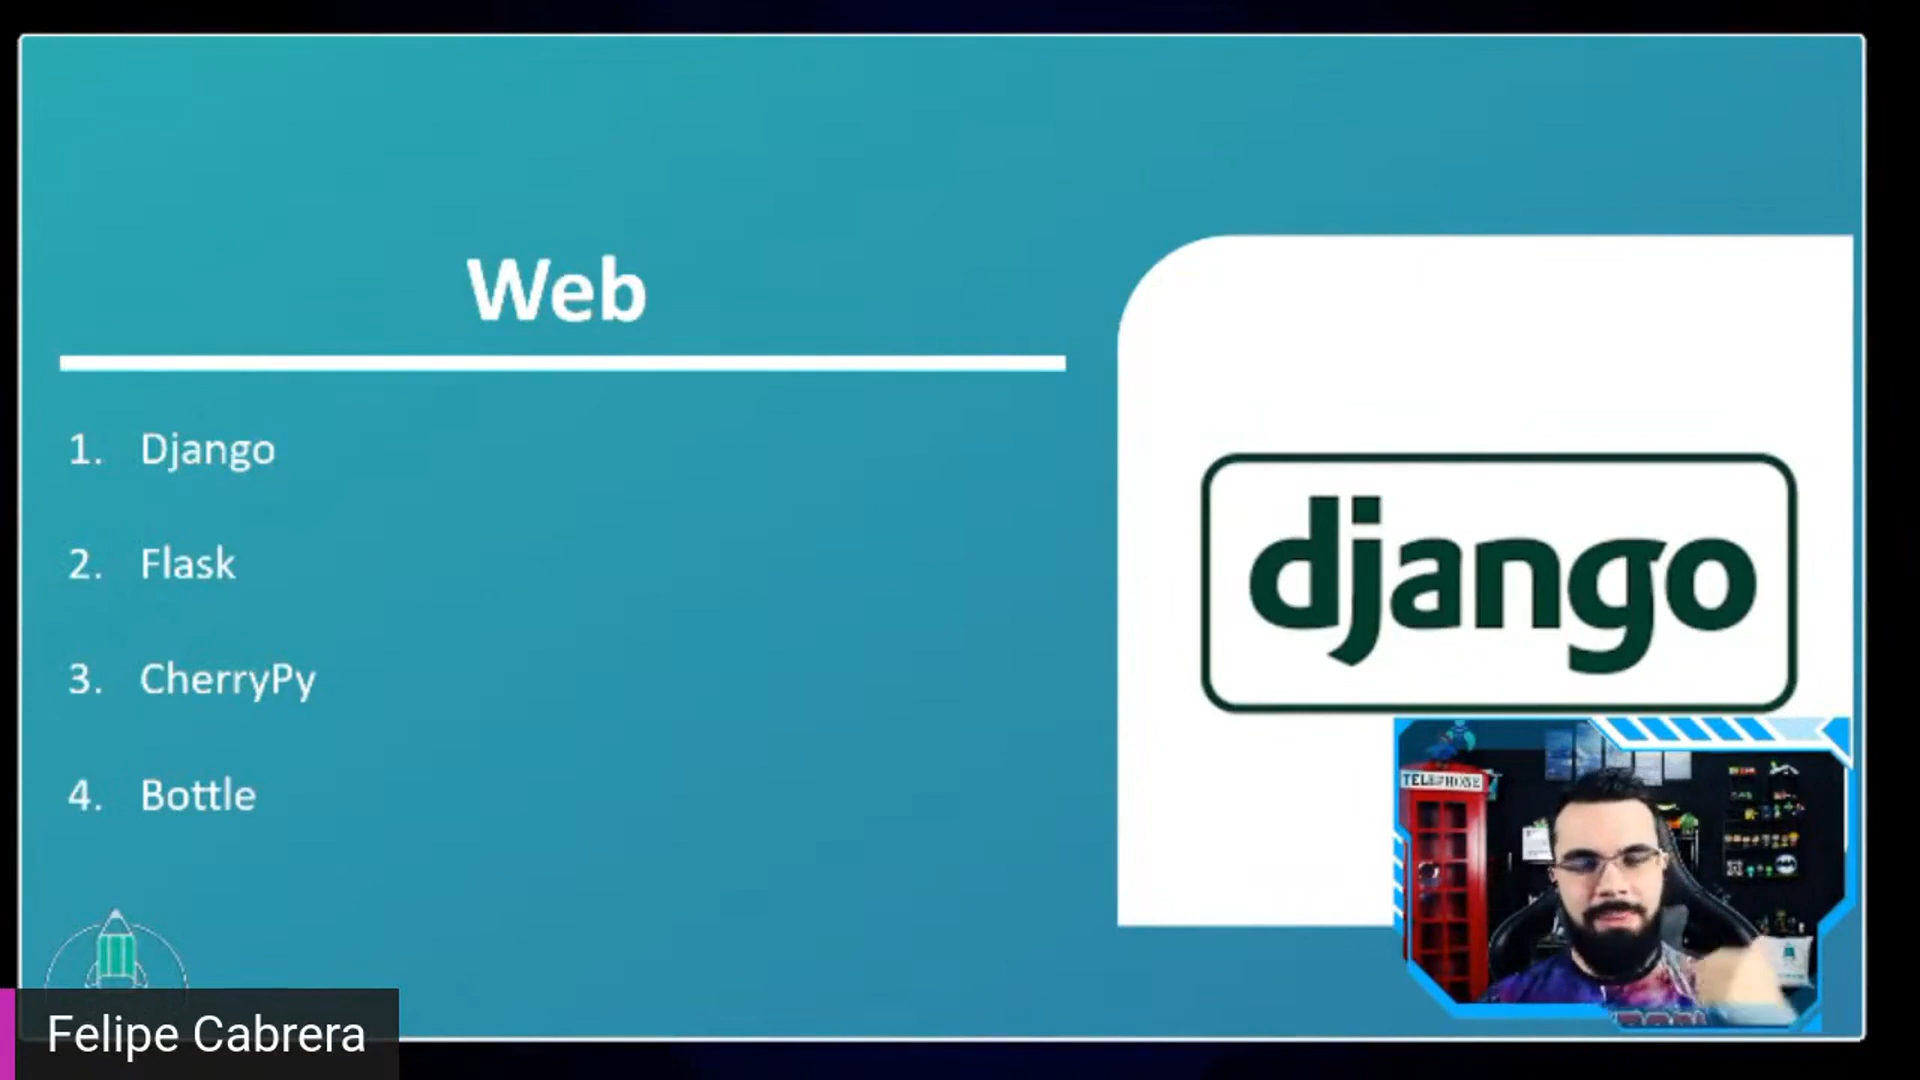 Web
1. Django
2. Flask
3. CherryPy
4. Bottle
django
TELEPHONE
Felipe Cabrera